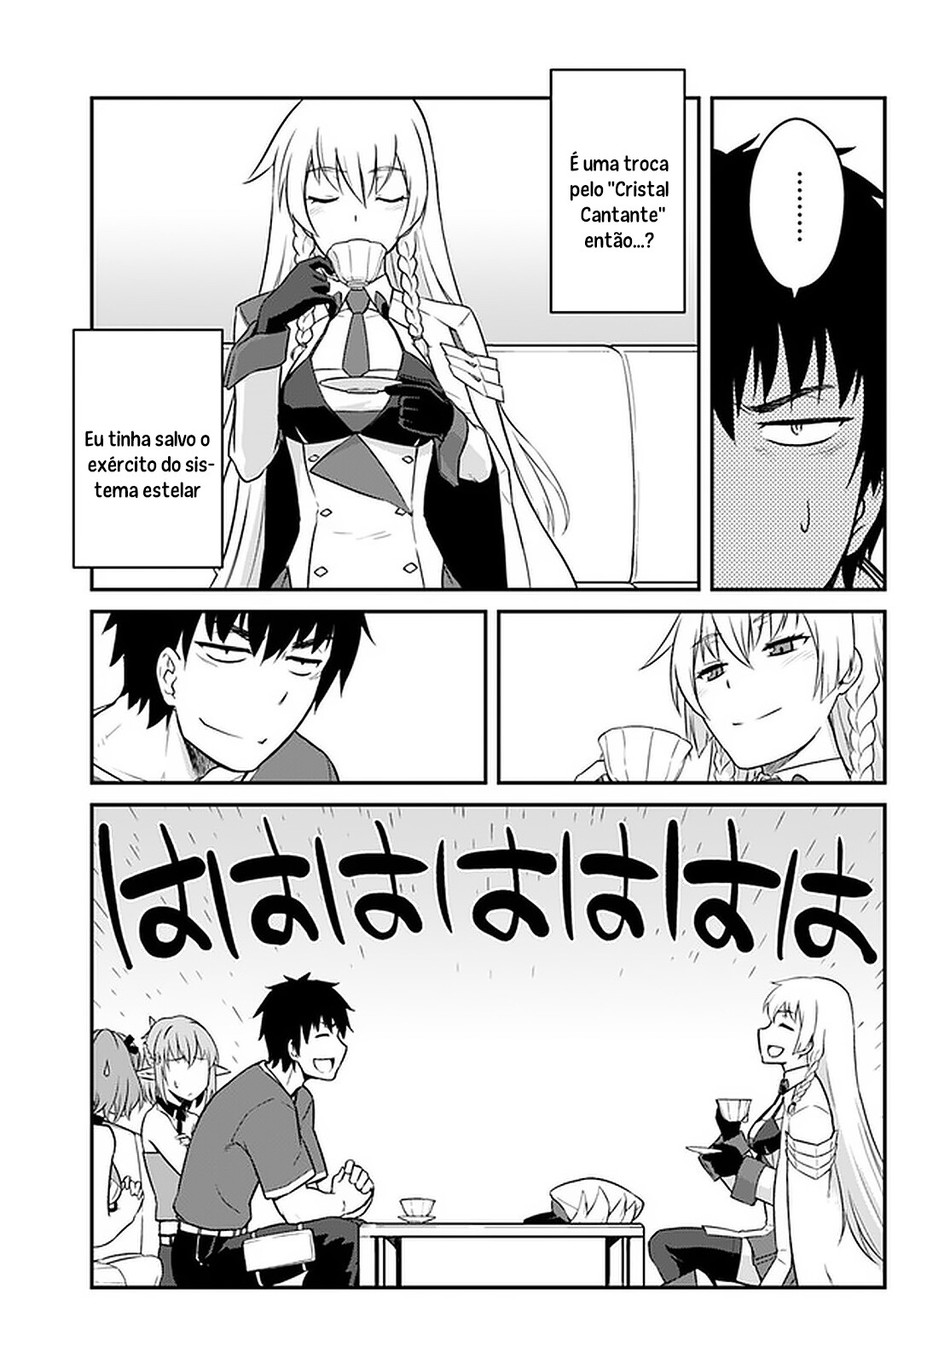 ..........
É uma troca
pelo "Cristal
Cantante"
então...?
Eu tinha salvo o
exército do sis-
tema estelar
はははははは